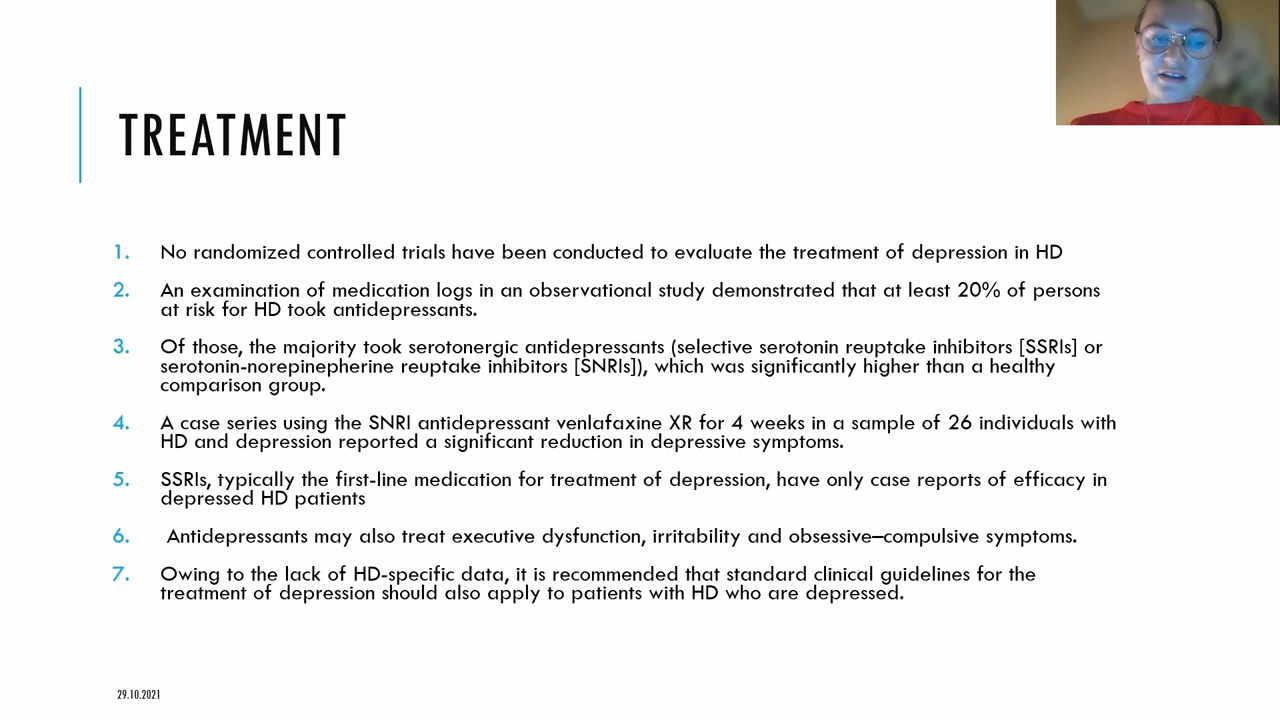 TREATMENT
1. No randomized controlled trials have been conducted to evaluate the treatment of depression in HD
2. An examination of medication logs in an observational study demonstrated that at least 20% of persons
at risk for HD took antidepressants.
3. Of those, the majority took serotonergic antidepressants (selective serotonin reuptake inhibitors [SSRIs] or
serotonin-norepinepherine reuptake inhibitors [SNRIs]), which was significantly higher than a healthy
comparison group.
4. A case series using the SNRI antidepressant venlafaxine XR for 4 weeks in a sample of 26 individuals with
HD and depression reported a significant reduction in depressive symptoms.
5. SSRIs, typically the first-line medication for treatment of depression, have only case reports of efficacy in
depressed HD patients
6. Antidepressants may also treat executive dysfunction, irritability and obsessive–compulsive symptoms.
7. Owing to the lack of HD-specific data, it is recommended that standard clinical guidelines for the
treatment of depression should also apply to patients with HD who are depressed.
29.10.2021